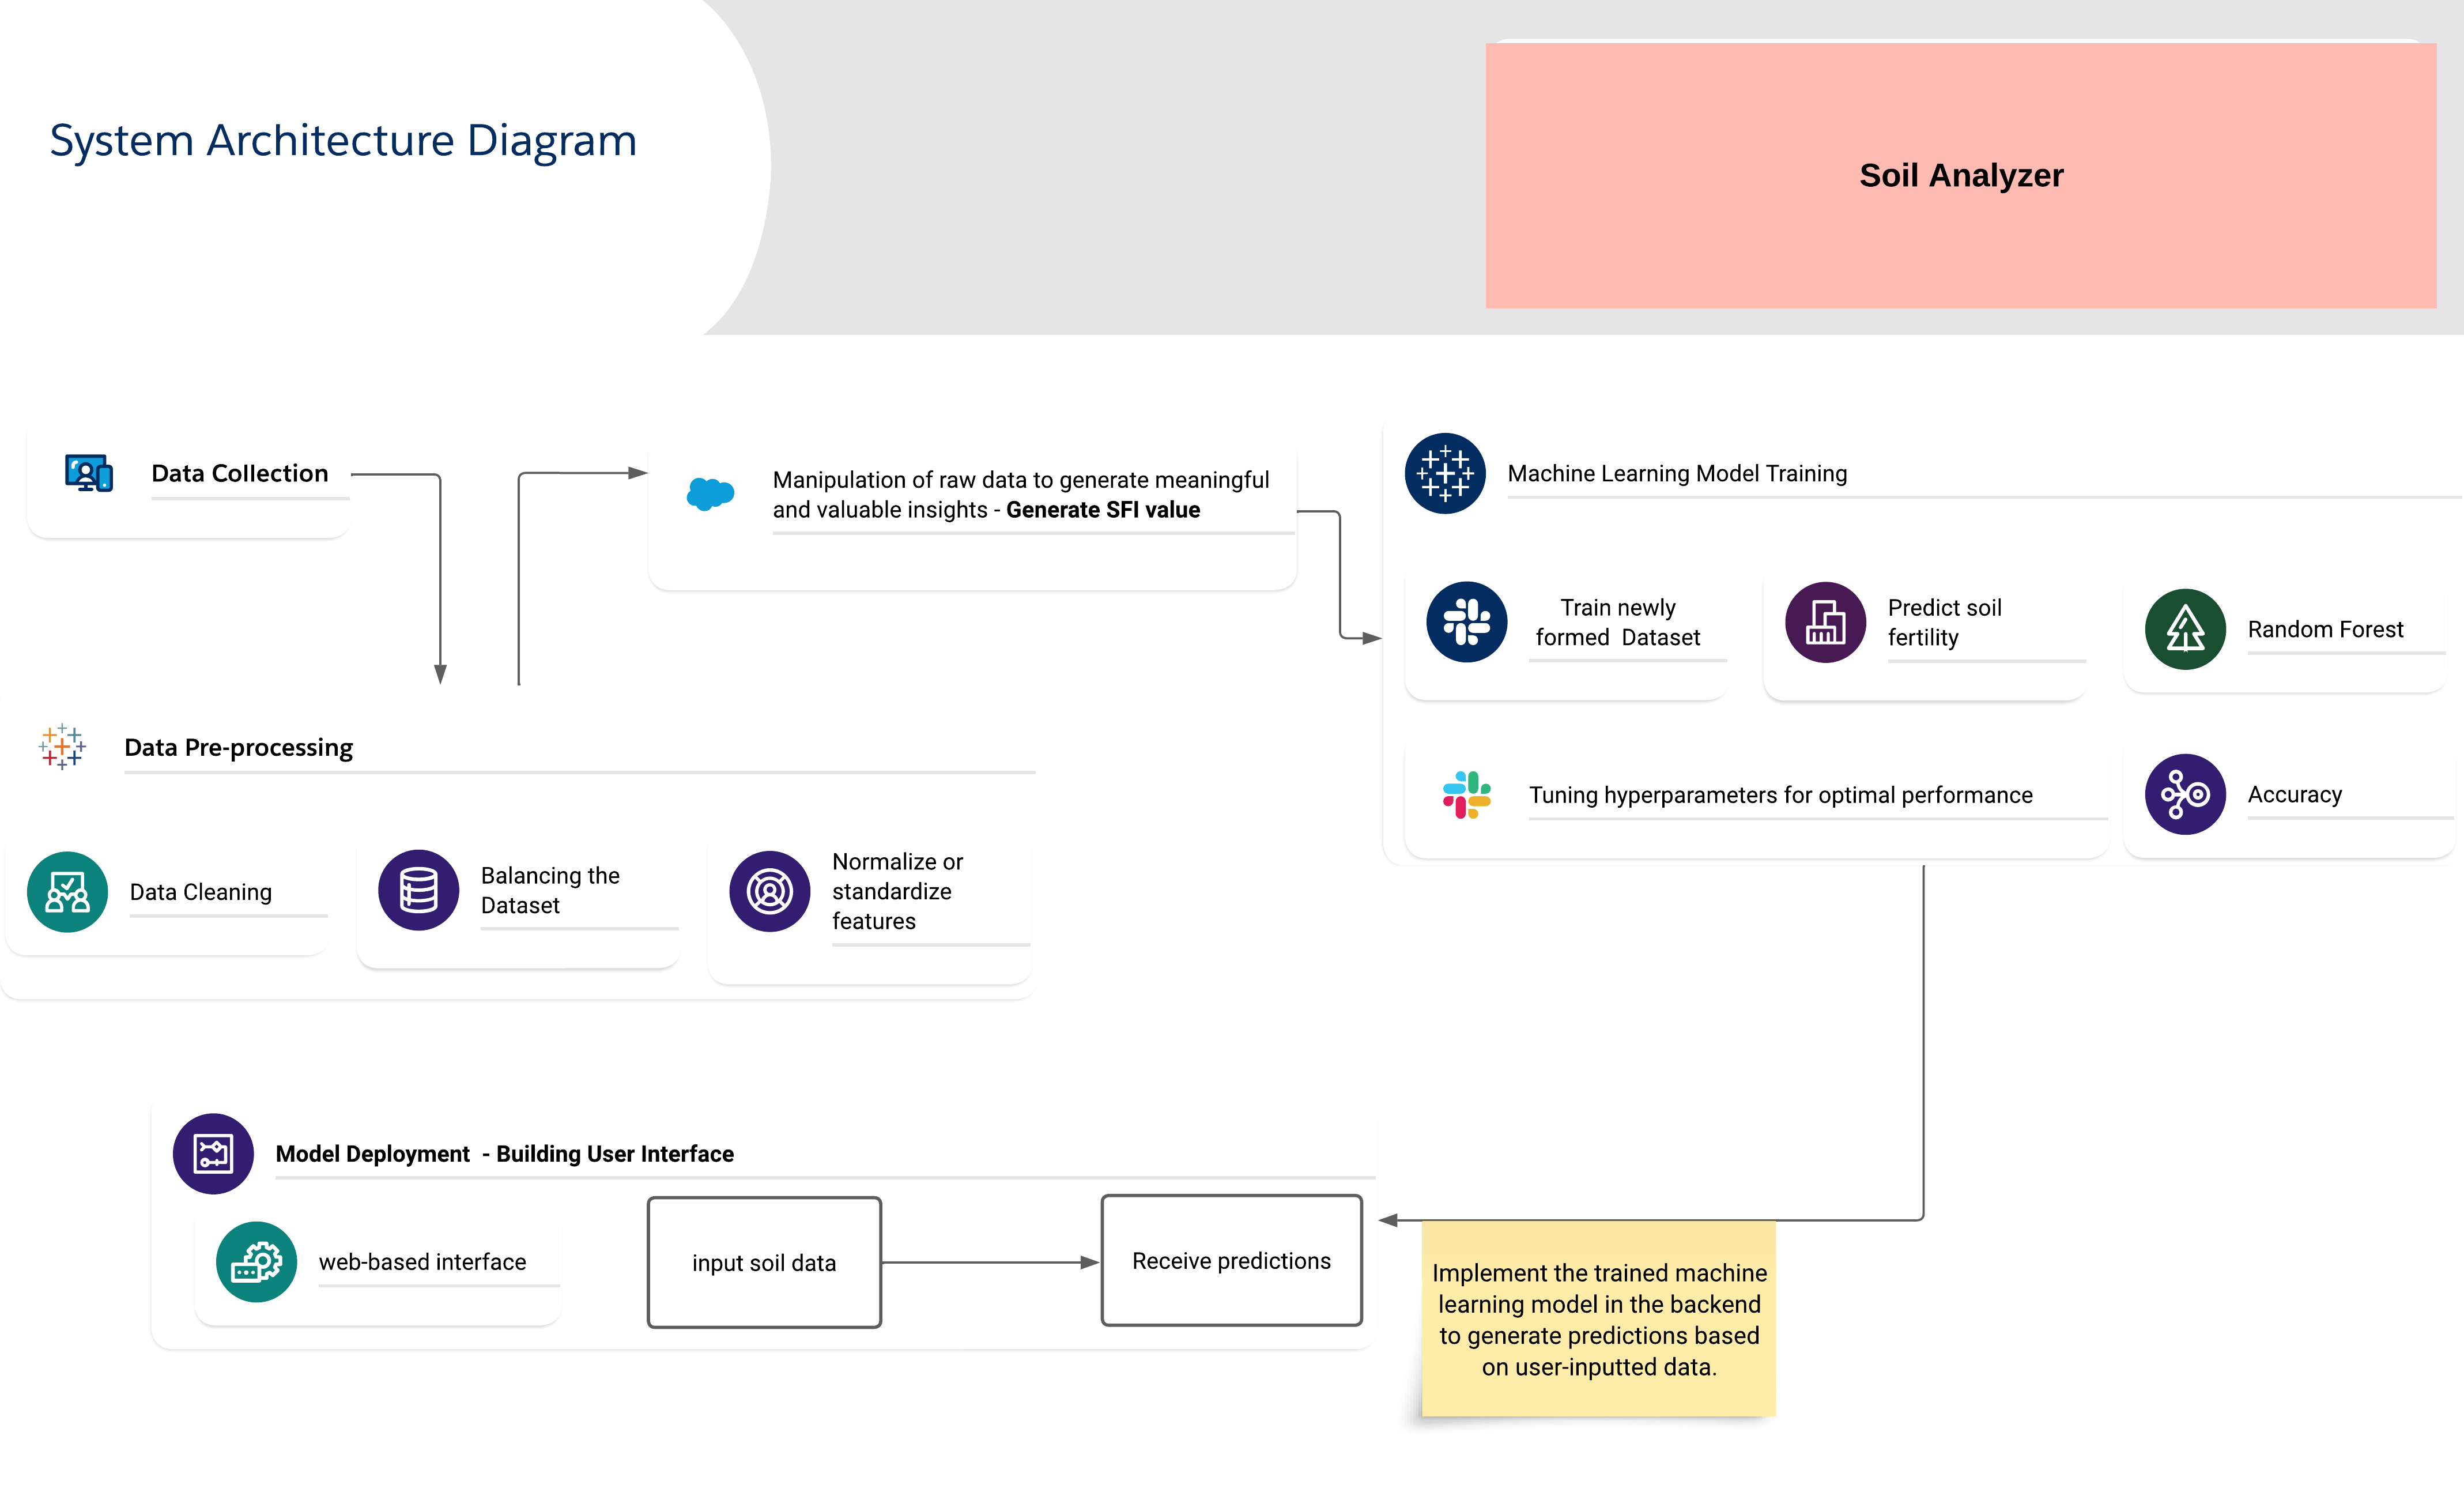 System Architecture Diagram
Soil Analyzer
Data Collection
Manipulation of raw data to generate meaningful
and valuable insights - Generate SFI value
Machine Learning Model Training
Train newly
formed  Dataset
Predict soil
fertility
Random Forest
Tuning hyperparameters for optimal performance
Accuracy
Data Pre-processing
Data Cleaning
Balancing the
Dataset
Normalize or
standardize
features
Model Deployment  - Building User Interface
web-based interface
input soil data
Receive predictions
Implement the trained machine
learning model in the backend
to generate predictions based
on user-inputted data.